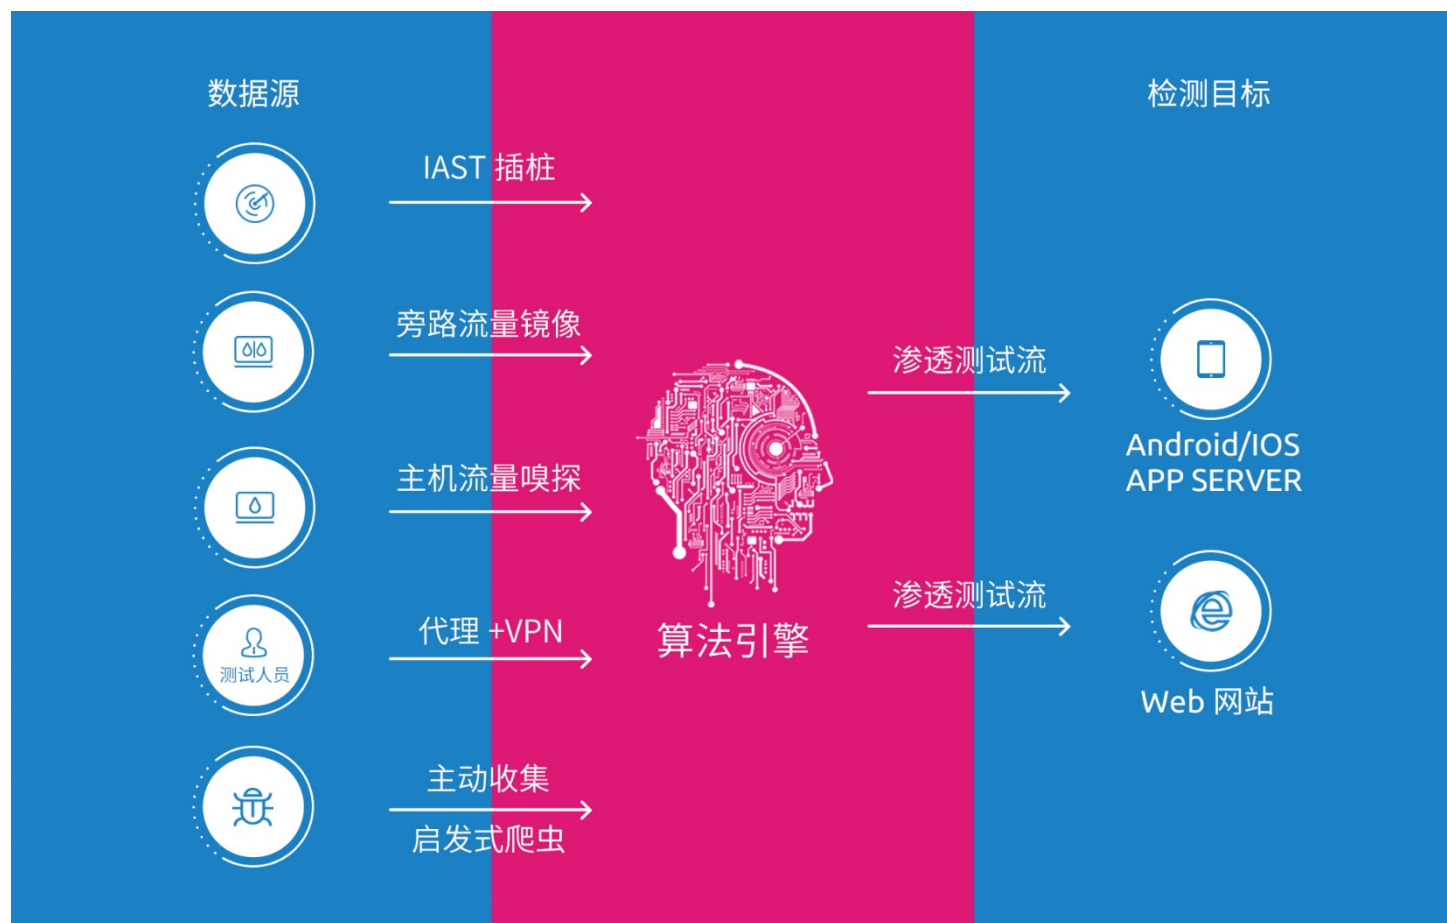 数据源
检测目标
IAST 插桩
旁路流量镜像
渗透测试流
Android/IOS
APP SERVER
主机流量嗅探
渗透测试流
代理 +VPN
测试人员
算法引擎
Web 网站
主动收集
启发式爬虫